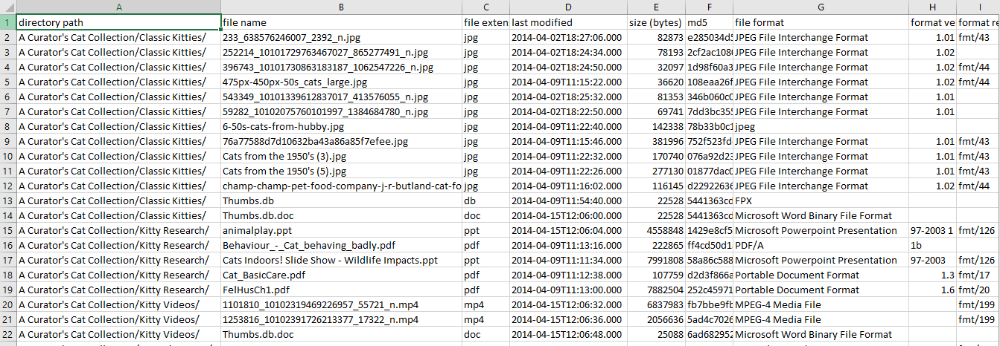 A B C D E F G H I
1 directory path file name file exten last modified size (bytes) md5 file format format ve format re
2 A Curator's Cat Collection/Classic Kitties/ 233_638576246007_2392_n.jpg jpg 2014-04-02T18:27:06.000 82873 e285034d5 JPEG File Interchange Format 1.01 fmt/43
3 A Curator's Cat Collection/Classic Kitties/ 252214_10101729763467027_865277491_n.jpg jpg 2014-04-02T18:24:34.000 78193 2cf2ac108 JPEG File Interchange Format 1.02
4 A Curator's Cat Collection/Classic Kitties/ 396743_10101730863183187_1062547226_n.jpg jpg 2014-04-02T18:24:50.000 32097 1d98f60a3 JPEG File Interchange Format 1.02 fmt/44
5 A Curator's Cat Collection/Classic Kitties/ 475px-450px-50s_cats_large.jpg jpg 2014-04-09T11:15:22.000 36620 108eaa26f JPEG File Interchange Format 1.02 fmt/44
6 A Curator's Cat Collection/Classic Kitties/ 543349_10101339612837017_413576055_n.jpg jpg 2014-04-02T18:25:32.000 81353 346b060c0 JPEG File Interchange Format 1.01
7 A Curator's Cat Collection/Classic Kitties/ 59282_10102075760101997_1384684780_n.jpg jpg 2014-04-02T18:22:50.000 69741 7dd3bc355 JPEG File Interchange Format 1.01
8 A Curator's Cat Collection/Classic Kitties/ 6-50s-cats-from-hubby.jpg jpg 2014-04-09T11:22:40.000 142338 78b33b0c1 jpeg
9 A Curator's Cat Collection/Classic Kitties/ 76a77588d7d10632ba43a86a85f7efee.jpg jpg 2014-04-09T11:15:46.000 381996 752f523fd JPEG File Interchange Format 1.01 fmt/43
10 A Curator's Cat Collection/Classic Kitties/ Cats from the 1950's (3).jpg jpg 2014-04-09T11:22:32.000 170740 076a92d23 JPEG File Interchange Format 1.01 fmt/43
11 A Curator's Cat Collection/Classic Kitties/ Cats from the 1950's (5).jpg jpg 2014-04-09T11:22:26.000 277130 01877dac0 JPEG File Interchange Format 1.01 fmt/43
12 A Curator's Cat Collection/Classic Kitties/ champ-champ-pet-food-company-j-r-butland-cat-fo jpg 2014-04-09T11:16:02.000 116145 d22922636 JPEG File Interchange Format 1.02 fmt/44
13 A Curator's Cat Collection/Classic Kitties/ Thumbs.db db 2014-04-09T11:54:40.000 22528 5441363cd FPX
14 A Curator's Cat Collection/Classic Kitties/ Thumbs.db.doc doc 2014-04-15T12:06:00.000 22528 5441363cd Microsoft Word Binary File Format
15 A Curator's Cat Collection/Kitty Research/ animalplay.ppt ppt 2014-04-15T12:06:04.000 4558848 1429e8cf5 Microsoft Powerpoint Presentation 97-2003 1 fmt/126
16 A Curator's Cat Collection/Kitty Research/ Behaviour_-_Cat_behaving_badly.pdf pdf 2014-04-09T11:13:16.000 222865 ff4cd50d1 PDF/A 1b
17 A Curator's Cat Collection/Kitty Research/ Cats Indoors! Slide Show - Wildlife Impacts.ppt ppt 2014-04-09T11:11:34.000 7991808 58a86c588 Microsoft Powerpoint Presentation 97-2003 fmt/126
18 A Curator's Cat Collection/Kitty Research/ Cat_BasicCare.pdf pdf 2014-04-09T11:12:38.000 107759 d2d3f866a Portable Document Format 1.3 fmt/17
19 A Curator's Cat Collection/Kitty Research/ FelHusCh1.pdf pdf 2014-04-09T11:13:00.000 7882504 252c45971 Portable Document Format 1.6 fmt/20
20 A Curator's Cat Collection/Kitty Videos/ 1101810_10102319469226957_55721_n.mp4 mp4 2014-04-15T12:06:32.000 6837983 fb7bbe9fb MPEG-4 Media File fmt/199
21 A Curator's Cat Collection/Kitty Videos/ 1253816_10102391726213377_17322_n.mp4 mp4 2014-04-15T12:06:36.000 2056636 5ad4c7026 MPEG-4 Media File fmt/199
22 A Curator's Cat Collection/Kitty Videos/ Thumbs.db.doc doc 2014-04-15T12:06:48.000 25088 6ad682952 Microsoft Word Binary File Format